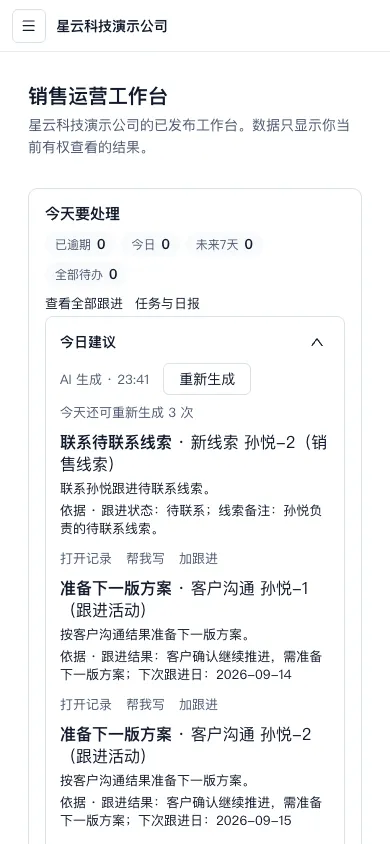 星云科技演示公司
销售运营工作台
星云科技演示公司的已发布工作台。数据只显示你当
前有权查看的结果。
今天要处理
已逾期 0 今日 0 未来7天 0
全部待办 0
查看全部跟进 任务与日报
今日建议
AI 生成 · 23:41 重新生成
今天还可重新生成 3 次
联系待联系线索 · 新线索 孙悦-2（销
售线索）
联系孙悦跟进待联系线索。
依据 · 跟进状态：待联系；线索备注：孙悦负
责的待联系线索。
打开记录 帮我写 加跟进
准备下一版方案 · 客户沟通 孙悦-1
（跟进活动）
按客户沟通结果准备下一版方案。
依据 · 跟进结果：客户确认继续推进，需准备
下一版方案；下次跟进日：2026-09-14
打开记录 帮我写 加跟进
准备下一版方案 · 客户沟通 孙悦-2
（跟进活动）
按客户沟通结果准备下一版方案。
依据 · 跟进结果：客户确认继续推进，需准备
下一版方案；下次跟进日：2026-09-15